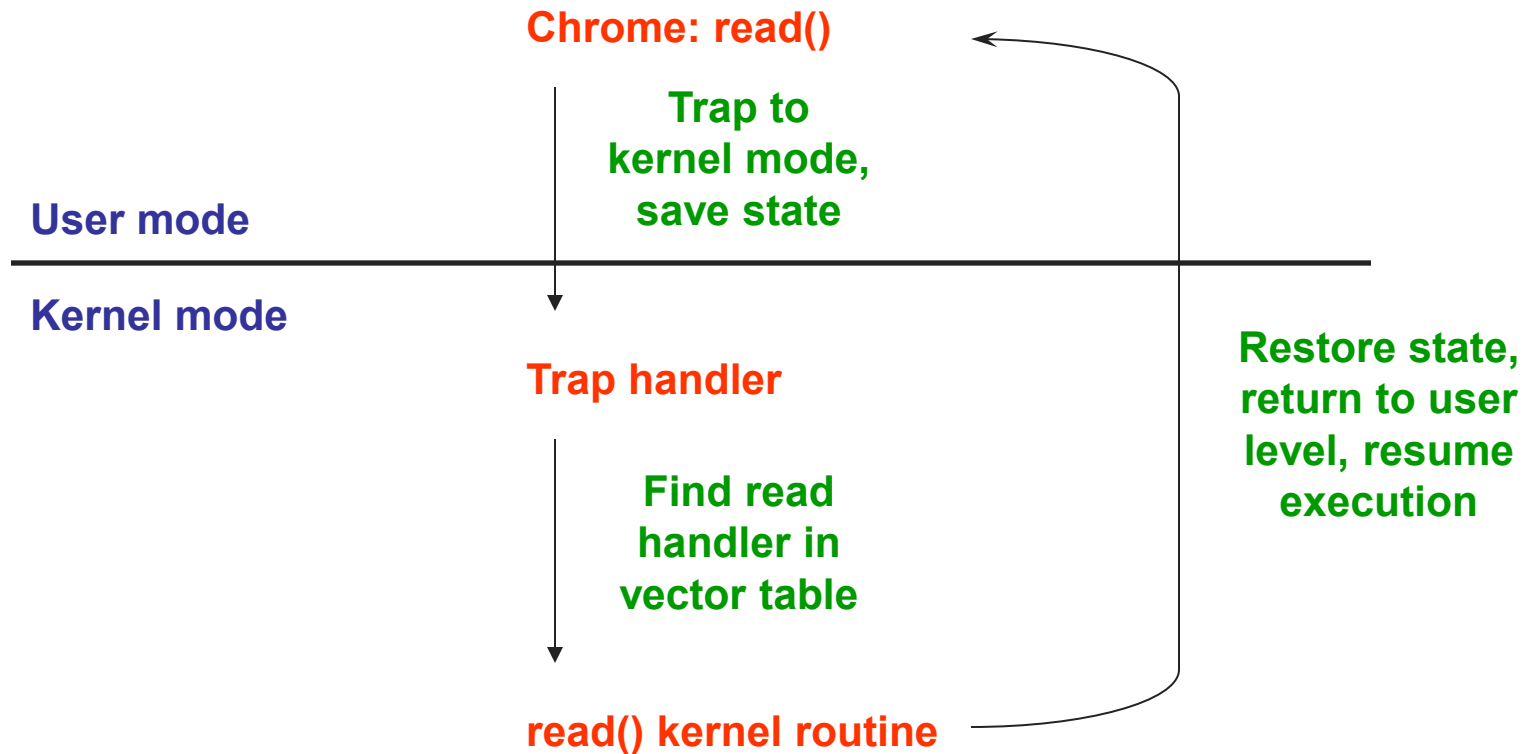 Chrome: read()
Trap to
kernel mode,
save state
User mode
Kernel mode
Trap handler
Restore state,
return to user
level, resume
execution
Find read
handler in
vector table
read() kernel routine